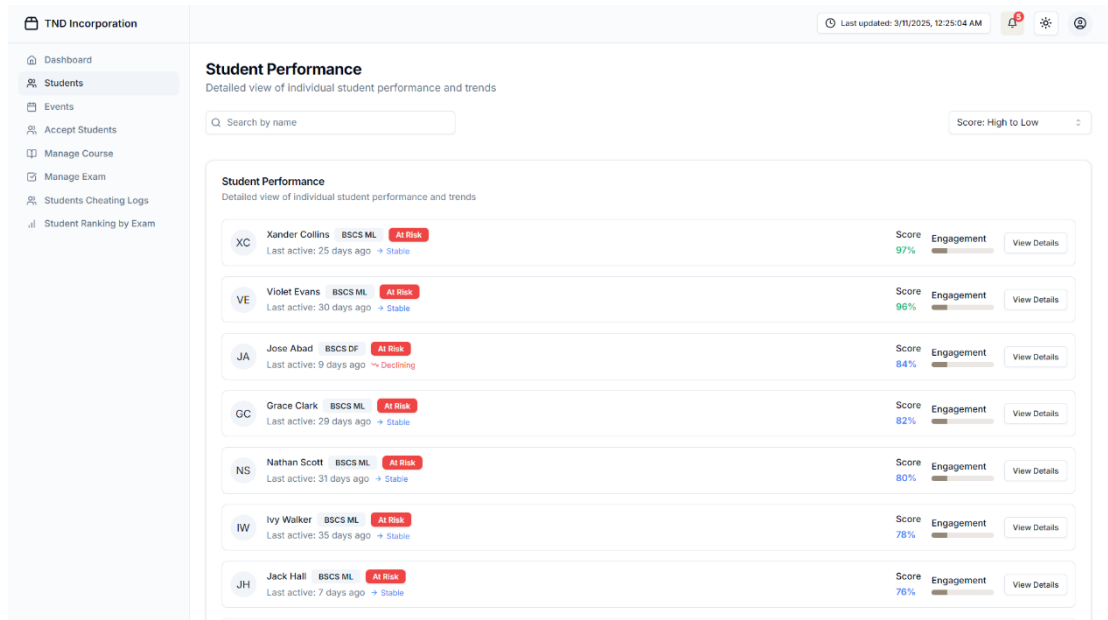 TND Incorporation
Last updated: 3/11/2025, 12:25:04 AM
5
Dashboard
Students
Events
Accept Students
Manage Course
Manage Exam
Students Cheating Logs
Student Ranking by Exam
Student Performance
Detailed view of individual student performance and trends
Search by name
Score: High to Low
Student Performance
Detailed view of individual student performance and trends
XC
Xander Collins BSCS ML At Risk
Last active: 25 days ago → Stable
Score
97%
Engagement
View Details
VE
Violet Evans BSCS ML At Risk
Last active: 30 days ago → Stable
Score
96%
Engagement
View Details
JA
Jose Abad BSCS DF At Risk
Last active: 9 days ago Declining
Score
84%
Engagement
View Details
GC
Grace Clark BSCS ML At Risk
Last active: 29 days ago → Stable
Score
82%
Engagement
View Details
NS
Nathan Scott BSCS ML At Risk
Last active: 31 days ago → Stable
Score
80%
Engagement
View Details
IW
Ivy Walker BSCS ML At Risk
Last active: 35 days ago → Stable
Score
78%
Engagement
View Details
JH
Jack Hall BSCS ML At Risk
Last active: 7 days ago → Stable
Score
76%
Engagement
View Details